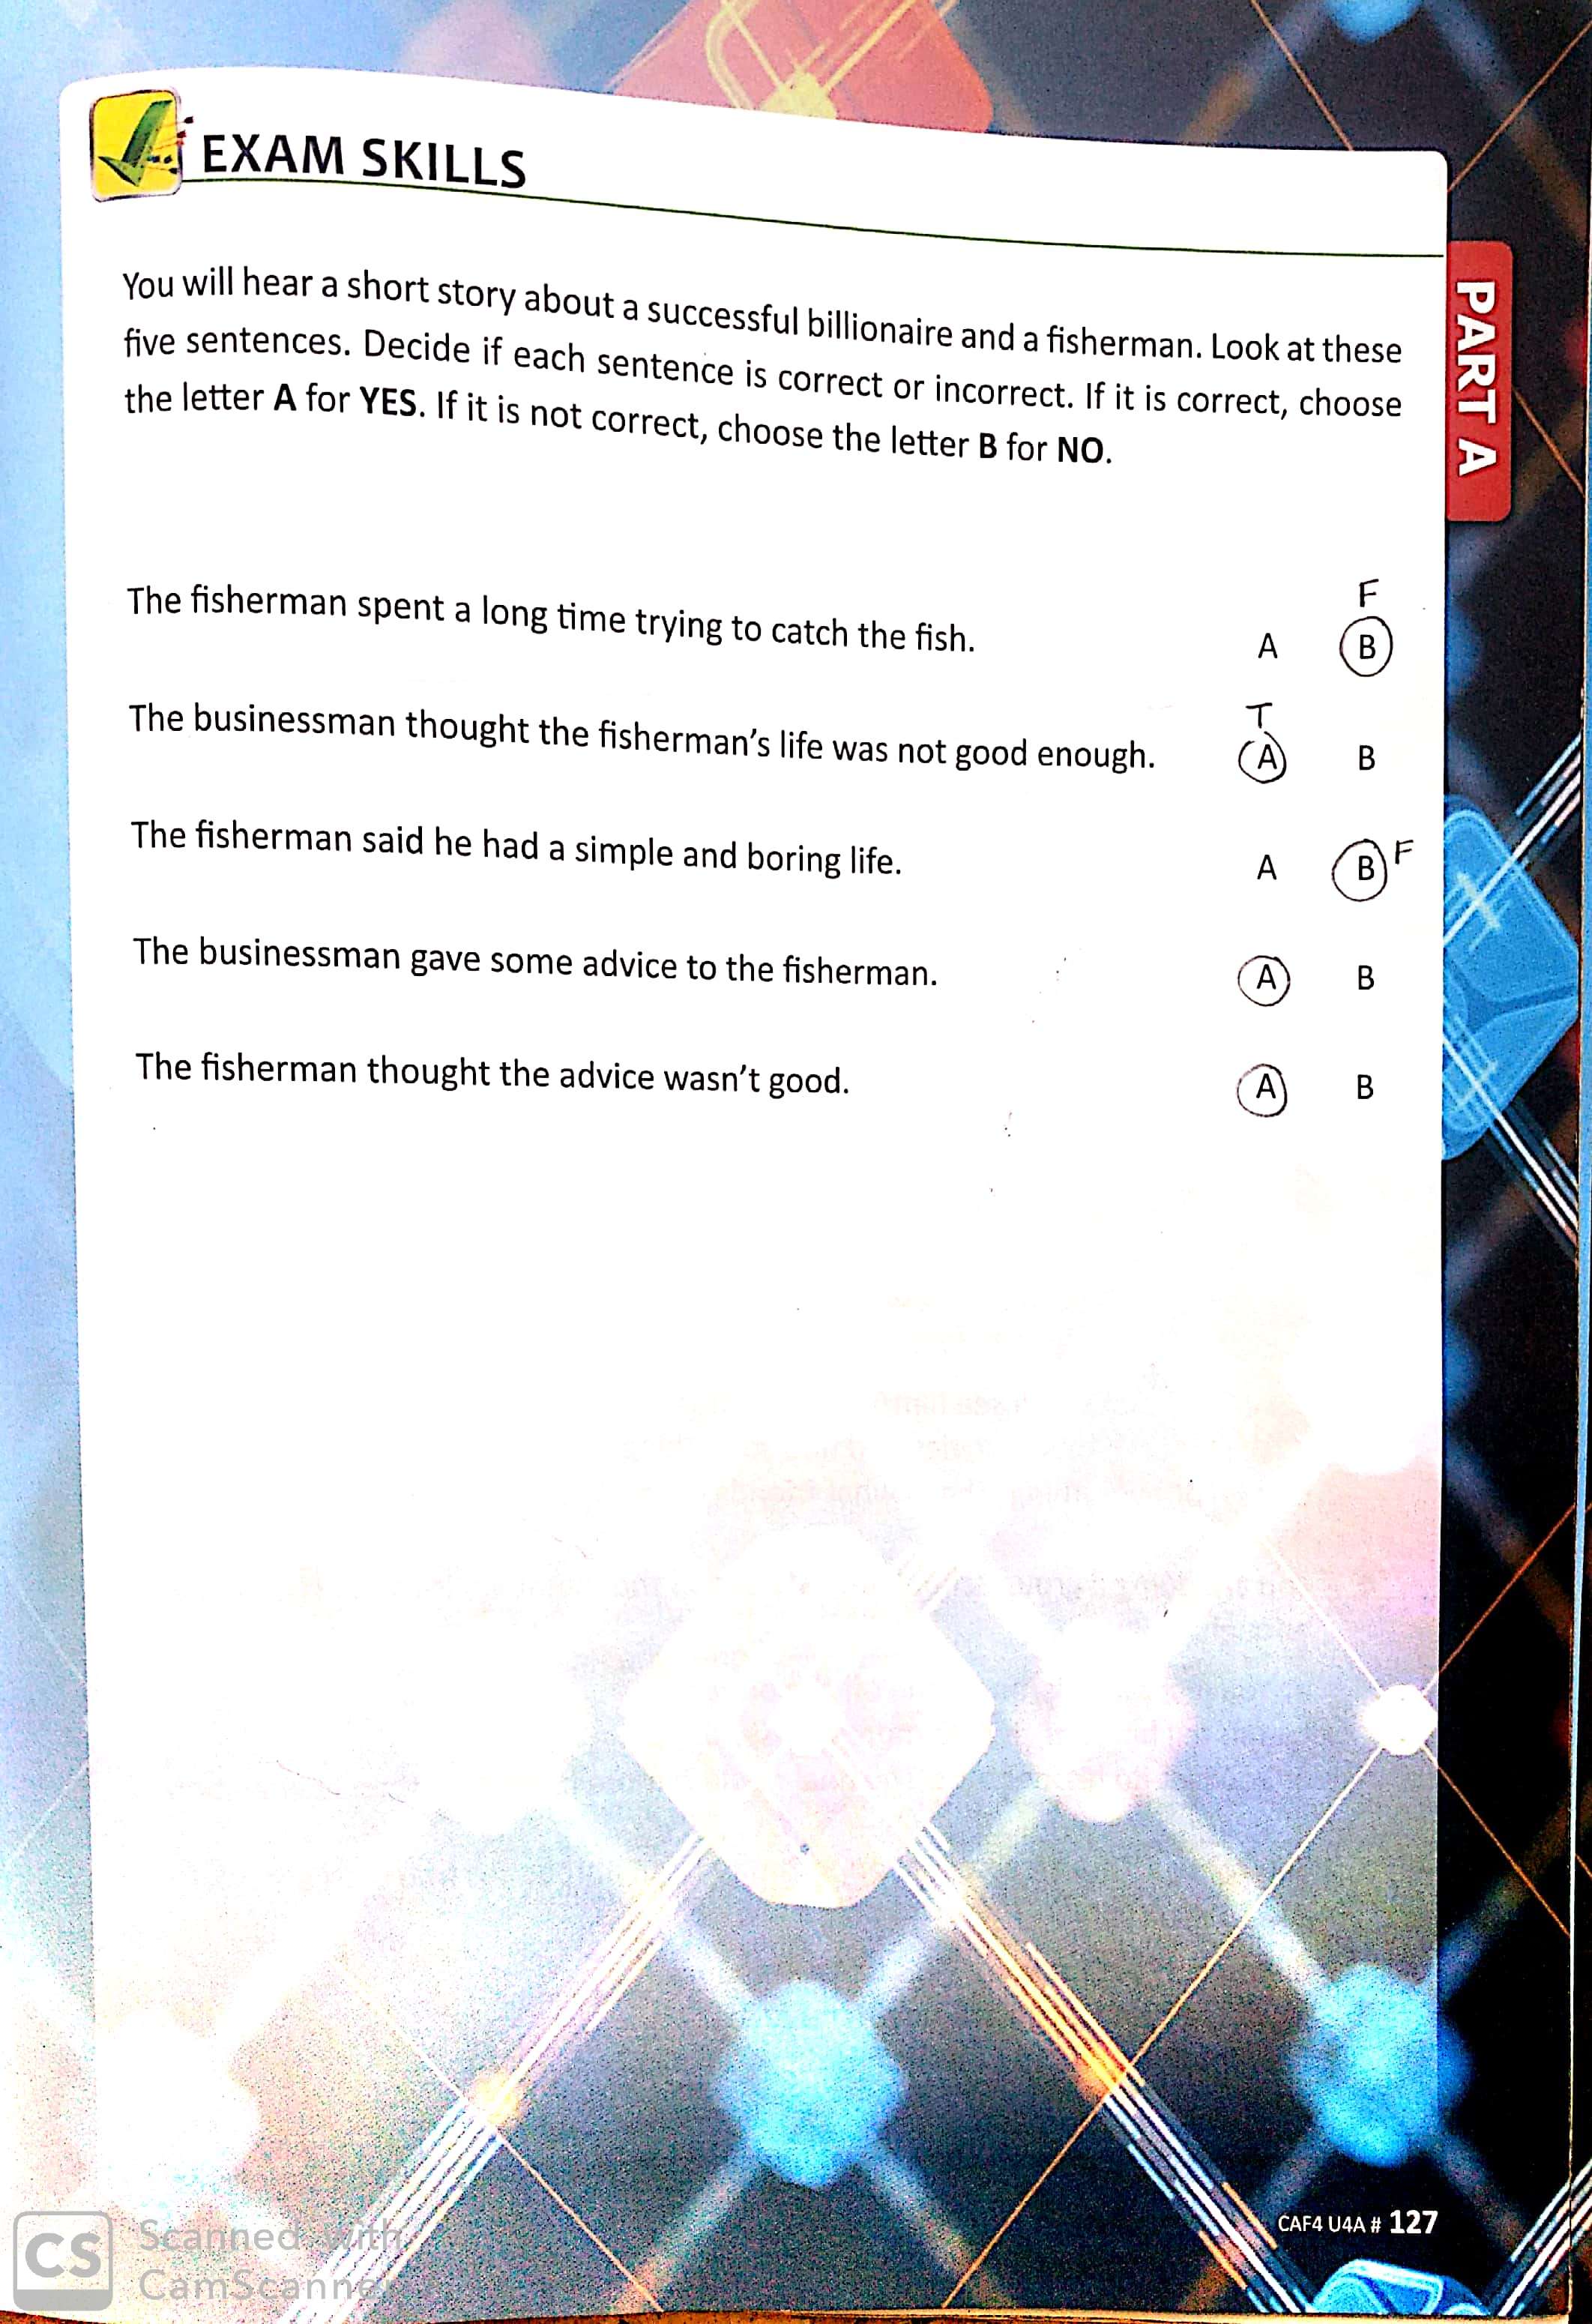 EXAM SKILLS
PART A
You will hear a short story about a successful billionaire and a fisherman. Look at these
five sentences. Decide if each sentence is correct or incorrect. If it is correct, choose
the letter A for YES. If it is not correct, choose the letter B for NO.
F
The fisherman spent a long time trying to catch the fish. A B
T
The businessman thought the fisherman's life was not good enough. A B
The fisherman said he had a simple and boring life. A B F
The businessman gave some advice to the fisherman. A B
The fisherman thought the advice wasn't good. A B
CAF4 U4A # 127
CS Scanned with
CamScanner